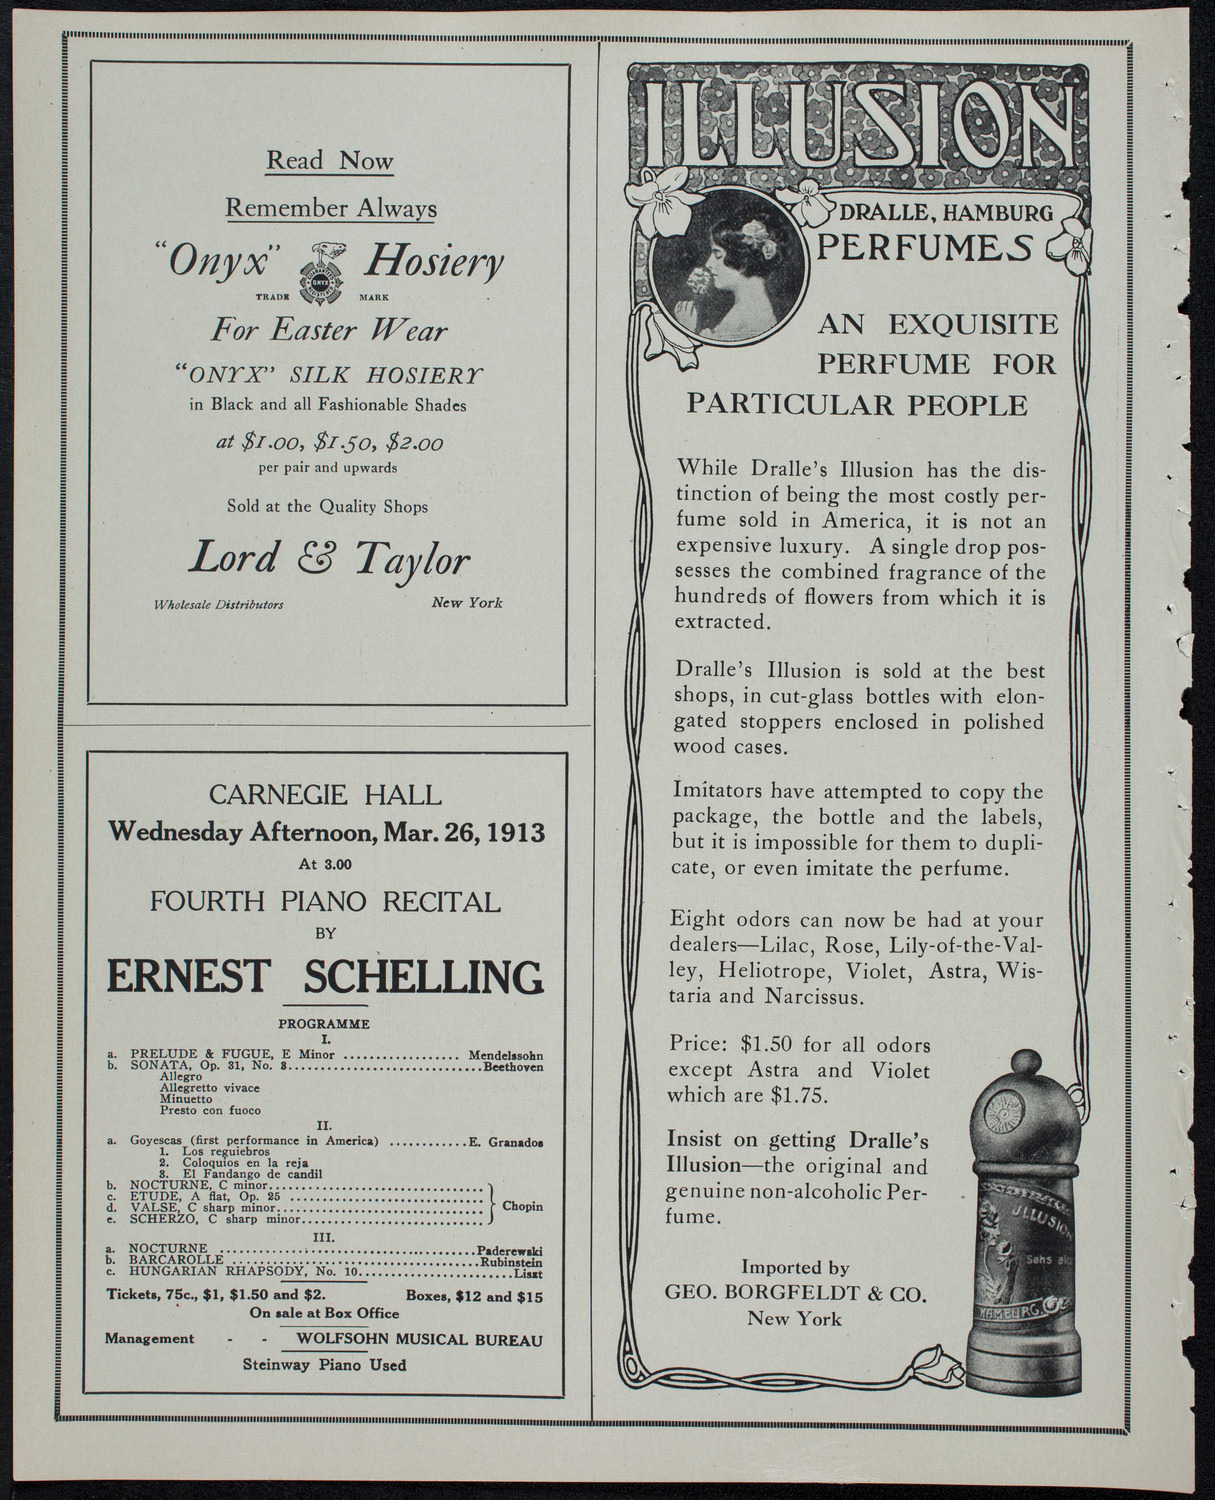 Read Now
Remember Always
"Onyx" Hosiery
GUARANTEED
ONYX
HOSIERY
TRADE MARK
For Easter Wear
"ONYX" SILK HOSIERY
in Black and all Fashionable Shades
at $1.00, $1.50, $2.00
per pair and upwards
Sold at the Quality Shops
Lord & Taylor
Wholesale Distributors New York
CARNEGIE HALL
Wednesday Afternoon, Mar. 26, 1913
At 3.00
FOURTH PIANO RECITAL
BY
ERNEST SCHELLING
PROGRAMME
I.
a. PRELUDE & FUGUE, E Minor ................. Mendelssohn
b. SONATA, Op. 31, No. 3............................Beethoven
Allegro
Allegretto vivace
Minuetto
Presto con fuoco
II.
a. Goyescas (first performance in America) ............E. Granados
1. Los reguiebros
2. Coloquios en la reja
3. El Fandango de candil
b. NOCTURNE, C minor...............................
c. ETUDE, A flat, Op. 25 ............................
d. VALSE, C sharp minor.............................. Chopin
e. SCHERZO, C sharp minor..........................
III.
a. NOCTURNE .....................................Paderewski
b. BARCAROLLE ....................................Rubinstein
c. HUNGARIAN RHAPSODY, No. 10......................Liszt
Tickets, 75c., $1, $1.50 and $2. Boxes, $12 and $15
On sale at Box Office
Management - - WOLFSOHN MUSICAL BUREAU
Steinway Piano Used
ILLUSION
DRALLE, HAMBURG
PERFUMES
AN EXQUISITE
PERFUME FOR
PARTICULAR PEOPLE
While Dralle's Illusion has the dis-
tinction of being the most costly per-
fume sold in America, it is not an
expensive luxury. A single drop pos-
sesses the combined fragrance of the
hundreds of flowers from which it is
extracted.
Dralle's Illusion is sold at the best
shops, in cut-glass bottles with elon-
gated stoppers enclosed in polished
wood cases.
Imitators have attempted to copy the
package, the bottle and the labels,
but it is impossible for them to dupli-
cate, or even imitate the perfume.
Eight odors can now be had at your
dealers—Lilac, Rose, Lily-of-the-Val-
ley, Heliotrope, Violet, Astra, Wis-
taria and Narcissus.
Price: $1.50 for all odors
except Astra and Violet
which are $1.75.
Insist on getting Dralle's
Illusion—the original and
genuine non-alcoholic Per-
fume.
Imported by
GEO. BORGFELDT & CO.
New York
ILLUSION
HAMBURG